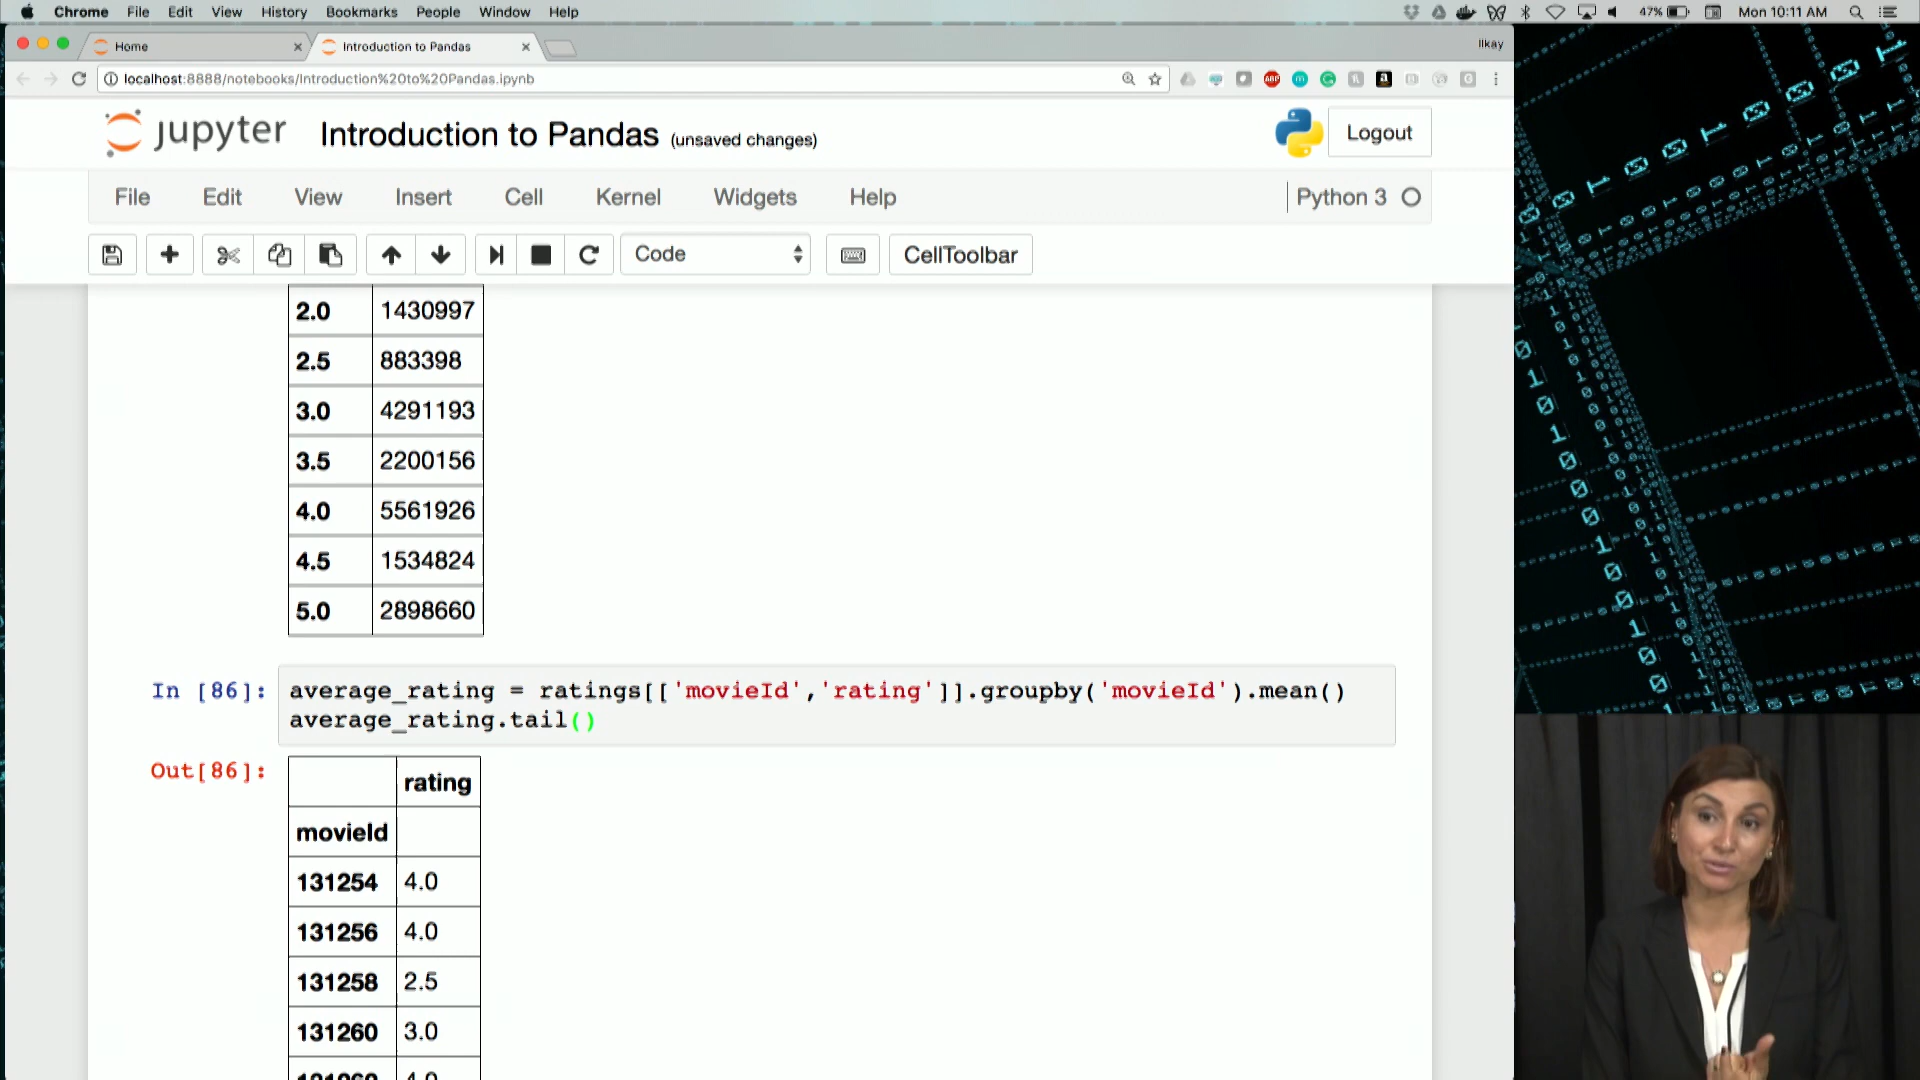 Chrome File Edit View History Bookmarks People Window Help 47% Mon 10:11 AM
Home Introduction to Pandas Ilkay
localhost:8888/notebooks/Introduction%20to%20Pandas.ipynb
jupyter Introduction to Pandas (unsaved changes) Logout
File Edit View Insert Cell Kernel Widgets Help Python 3
Code CellToolbar
2.0 1430997
2.5 883398
3.0 4291193
3.5 2200156
4.0 5561926
4.5 1534824
5.0 2898660
In [86]: average_rating = ratings[['movieId','rating']].groupby('movieId').mean()
average_rating.tail()
Out[86]: rating
movieId
131254 4.0
131256 4.0
131258 2.5
131260 3.0